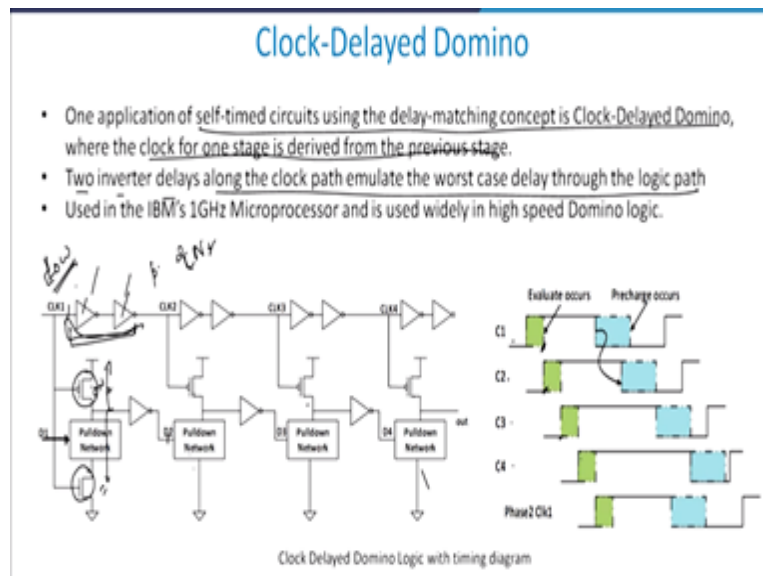 Clock-Delayed Domino
• One application of self-timed circuits using the delay-matching concept is Clock-Delayed Domino,
where the clock for one stage is derived from the previous stage.
• Two inverter delays along the clock path emulate the worst case delay through the logic path
• Used in the IBM's 1GHz Microprocessor and is used widely in high speed Domino logic.
low
CLK1 CLK2 CLK3 CLK4
Evaluate occurs Precharge occurs
C1
C2
C3
C4
Phase2 Clk1
D1 Pulldown Network
D2 Pulldown Network
D3 Pulldown Network
D4 Pulldown Network
out
Clock Delayed Domino Logic with timing diagram